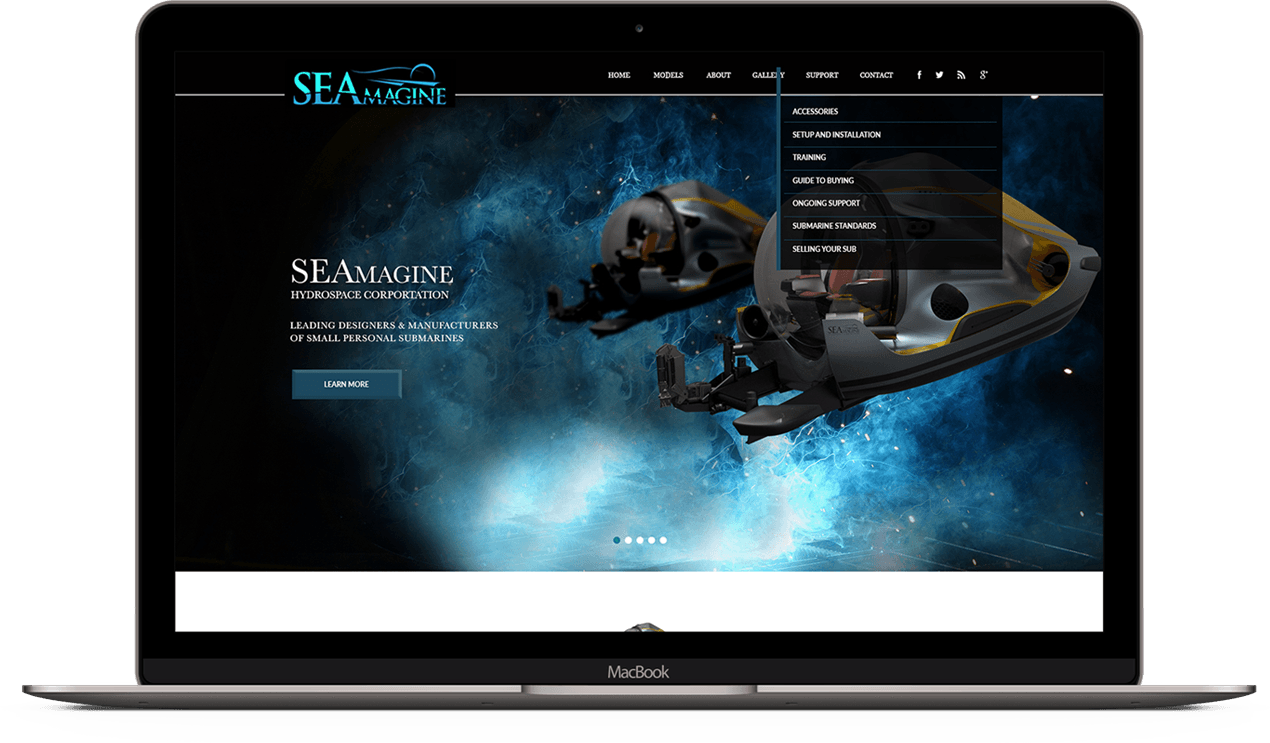 SEAMAGINE
HOME MODELS ABOUT GALLERY SUPPORT CONTACT
ACCESSORIES
SETUP AND INSTALLATION
TRAINING
GUIDE TO BUYING
ONGOING SUPPORT
SUBMARINE STANDARDS
SELLING YOUR SUB
SEAMAGINE
HYDROSPACE CORPORTATION
LEADING DESIGNERS & MANUFACTURERS
OF SMALL PERSONAL SUBMARINES
LEARN MORE
MacBook